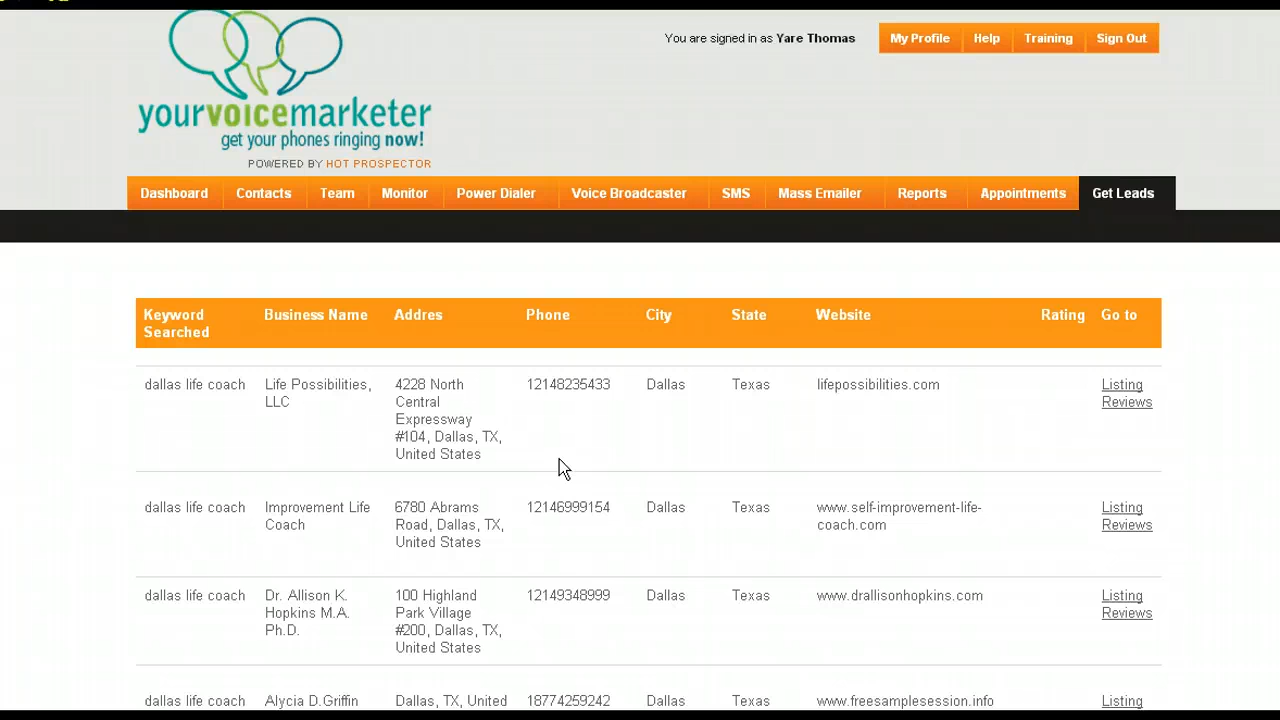 You are signed in as Yare Thomas
My Profile Help Training Sign Out
yourvoicemarketer
get your phones ringing now!
POWERED BY HOT PROSPECTOR
Dashboard Contacts Team Monitor Power Dialer Voice Broadcaster SMS Mass Emailer Reports Appointments Get Leads
Keyword Searched Business Name Addres Phone City State Website Rating Go to
dallas life coach Life Possibilities, 4228 North 12148235433 Dallas Texas lifepossibilities.com Listing
LLC Central Reviews
Expressway
#104, Dallas, TX,
United States
dallas life coach Improvement Life 6780 Abrams 12146999154 Dallas Texas www.self-improvement-life- Listing
Coach Road, Dallas, TX, coach.com Reviews
United States
dallas life coach Dr. Allison K. 100 Highland 12149348999 Dallas Texas www.drallisonhopkins.com Listing
Hopkins M.A. Park Village Reviews
Ph.D. #200, Dallas, TX,
United States
dallas life coach Alycia D.Griffin Dallas, TX, United 18774259242 Dallas Texas www.freesamplesession.info Listing